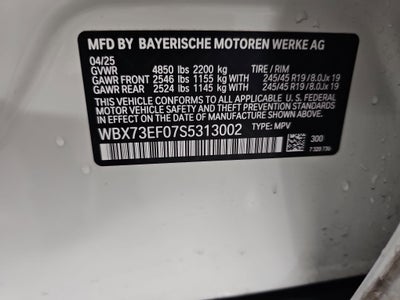 MFD BY BAYERISCHE MOTOREN WERKE AG
04/25
GVWR 4850 lbs 2200 kg TIRE / RIM
GAWR FRONT 2546 lbs 1155 kg WITH 245/45 R19 / 8.0Jx 19
GAWR REAR 2524 lbs 1145 kg WITH 245/45 R19 / 8.0Jx 19
THIS VEHICLE CONFORMS TO ALL APPLICABLE U.S. FEDERAL
MOTOR VEHICLE SAFETY, BUMPER, AND THEFT PREVENTION
STANDARDS IN EFFECT ON THE DATE OF MANUFACTURE SHOWN ABOVE.
WBX73EF07S5313002 TYPE: MPV
300